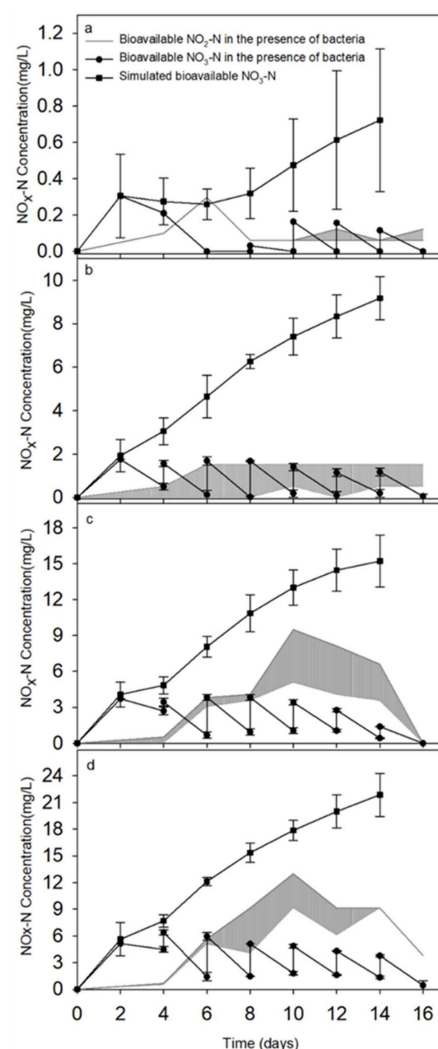 a
Bioavailable NO2-N in the presence of bacteria
Bioavailable NO3-N in the presence of bacteria
Simulated bioavailable NO3-N
NOX-N Concentration(mg/L)
1.2
1.0
0.8
0.6
0.4
0.2
0.0
b
NOX-N Concentration(mg/L)
10
8
6
4
2
0
c
NOX-N Concentration(mg/L)
18
15
12
9
6
3
0
d
NOx-N Concentration(mg/L)
24
21
18
15
12
9
6
3
0
0 2 4 6 8 10 12 14 16
Time (days)